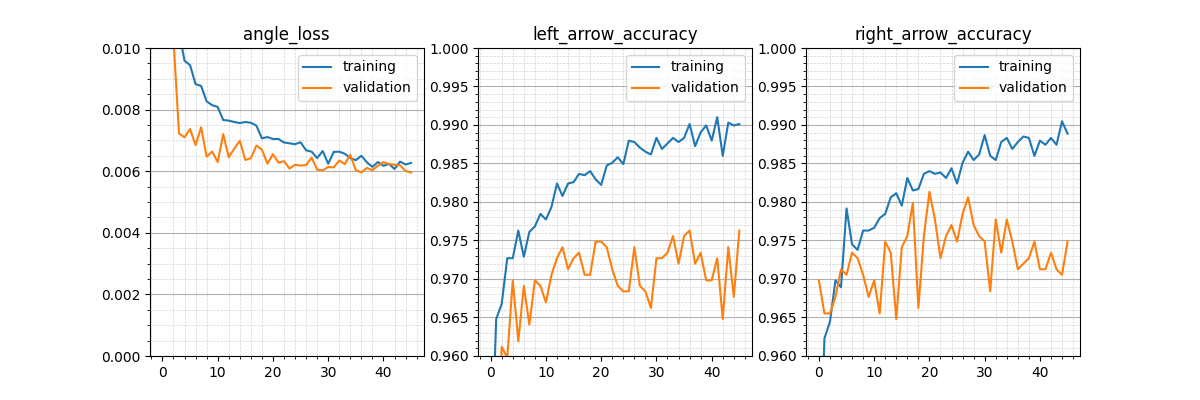 angle_loss
0.010
0.008
0.006
0.004
0.002
0.000
0 10 20 30 40
training
validation
left_arrow_accuracy
1.000
0.995
0.990
0.985
0.980
0.975
0.970
0.965
0.960
0 10 20 30 40
training
validation
right_arrow_accuracy
1.000
0.995
0.990
0.985
0.980
0.975
0.970
0.965
0.960
0 10 20 30 40
training
validation